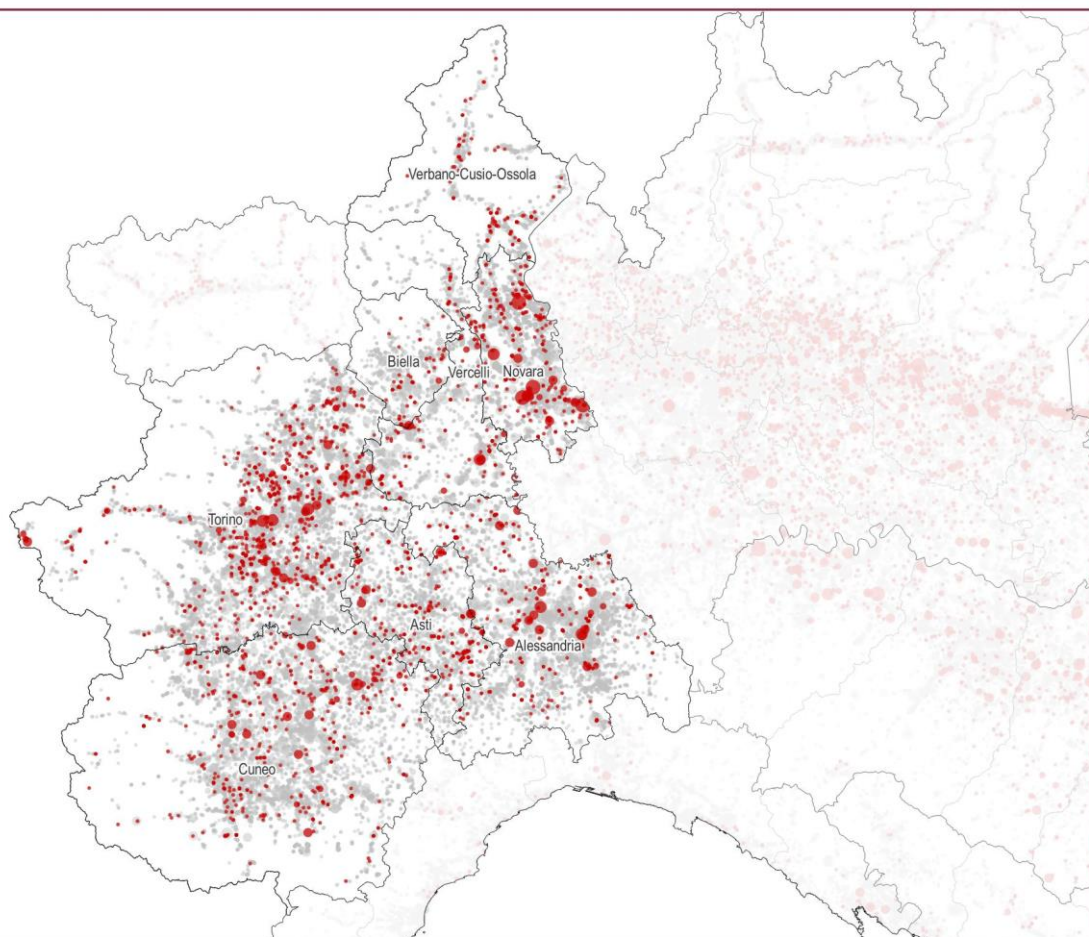 Verbano-Cusio-Ossola
Biella
Vercelli
Novara
Torino
Asti
Alessandria
Cuneo